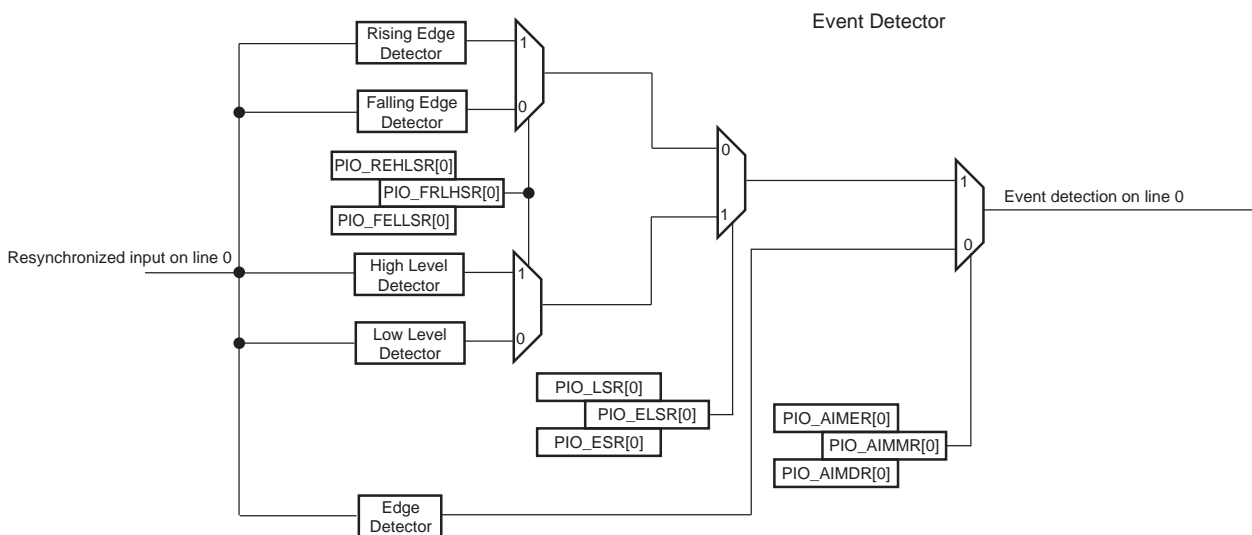 Event Detector
Rising Edge
Detector
1
Falling Edge
Detector
0
PIO_REHLSR[0]
PIO_FRLHSR[0]
PIO_FELLSR[0]
0
1
1
Event detection on line 0
0
Resynchronized input on line 0
High Level
Detector
1
Low Level
Detector
0
PIO_LSR[0]
PIO_ELSR[0]
PIO_ESR[0]
PIO_AIMER[0]
PIO_AIMMR[0]
PIO_AIMDR[0]
Edge
Detector